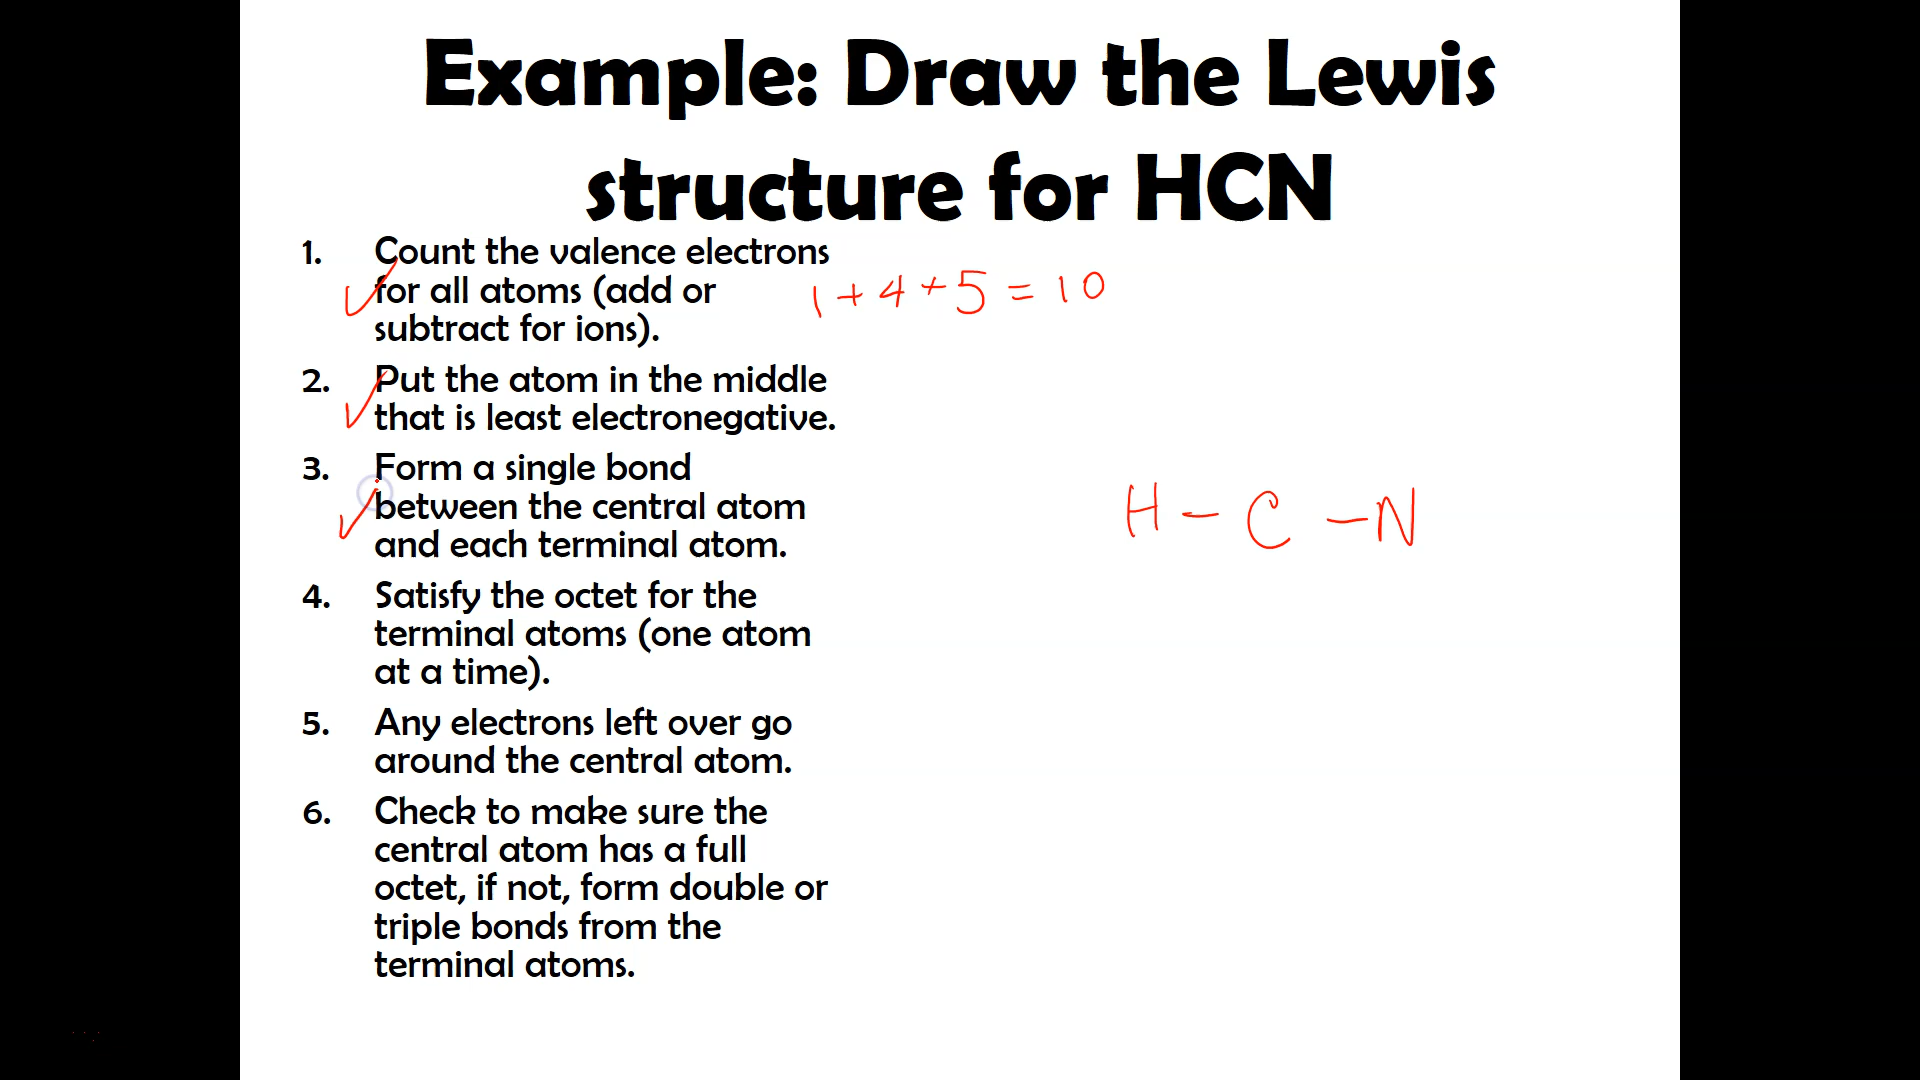 Example: Draw the Lewis
structure for HCN
1. Count the valence electrons
for all atoms (add or
subtract for ions).
1 + 4 + 5 = 10
2. Put the atom in the middle
that is least electronegative.
3. Form a single bond
between the central atom
and each terminal atom.
H – C – N
4. Satisfy the octet for the
terminal atoms (one atom
at a time).
5. Any electrons left over go
around the central atom.
6. Check to make sure the
central atom has a full
octet, if not, form double or
triple bonds from the
terminal atoms.